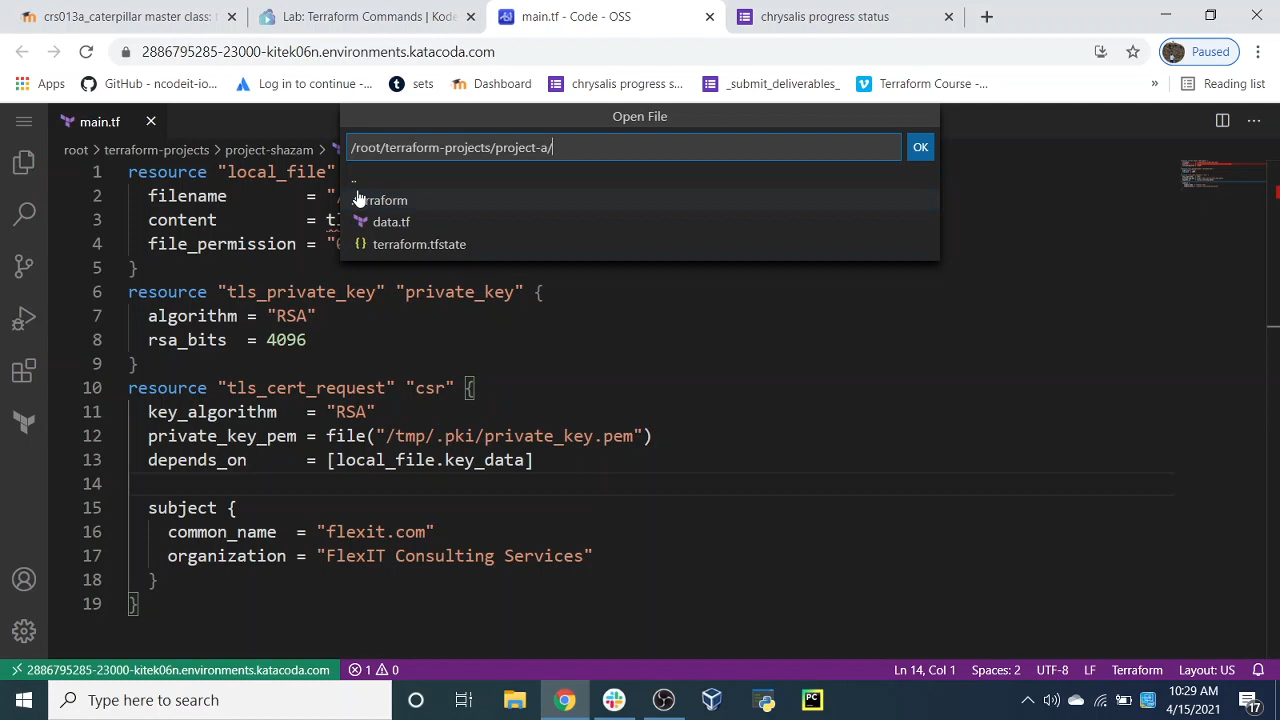 tcs013a_caterpillar master class:
Lab: Terraform Commands | Kode
main.tf - Code - OSS
chrysalis progress status
2886795285-23000-kitek06n.environments.katacoda.com
Paused
Apps
GitHub - ncodeit-io...
Log in to continue -...
sets
Dashboard
chrysalis progress s...
_submit_deliverables_
Terraform Course -...
»
Reading list
main.tf
Open File
/root/terraform-projects/project-a/
OK
root > terraform-projects > project-shazam >
..
data.tf
terraform.tfstate
1 resource "local_file"
2 filename = "/
3 content =
4 file_permission = "0
5 }
6 resource "tls_private_key" "private_key" {
7 algorithm = "RSA"
8 rsa_bits = 4096
9 }
10 resource "tls_cert_request" "csr" {
11 key_algorithm = "RSA"
12 private_key_pem = file("/tmp/.pki/private_key.pem")
13 depends_on = [local_file.key_data]
14
15 subject {
16 common_name = "flexit.com"
17 organization = "FlexIT Consulting Services"
18 }
19 }
2886795285-23000-kitek06n.environments.katacoda.com
1 0
Ln 14, Col 1
Spaces: 2
UTF-8
LF
Terraform
Layout: US
Type here to search
10:29 AM
4/15/2021
17